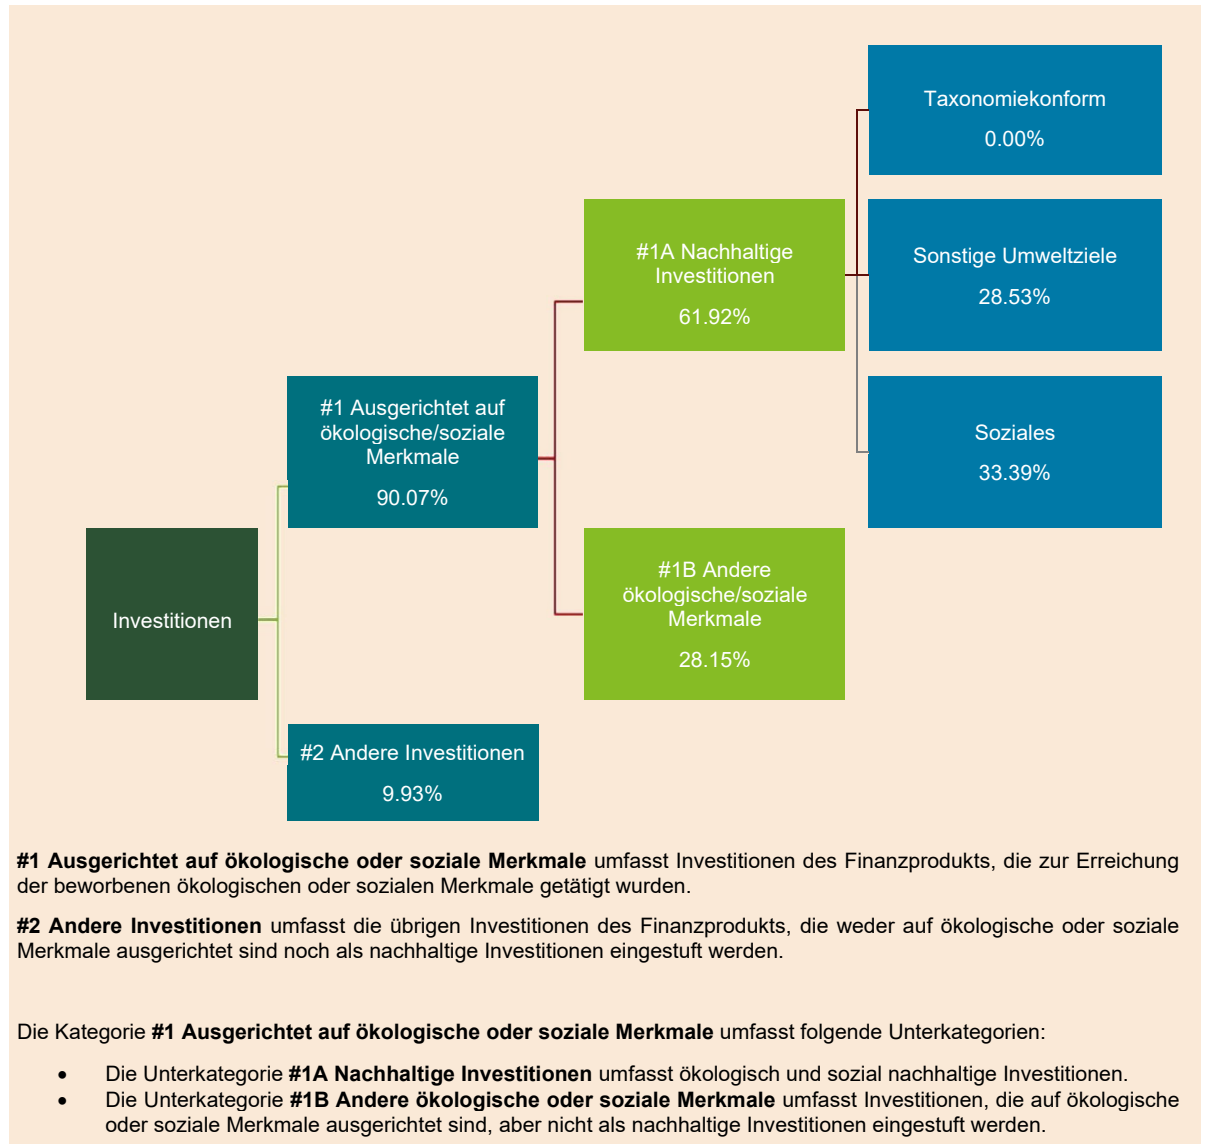 Taxonomiekonform
0.00%
#1A Nachhaltige
Investitionen
61.92%
Sonstige Umweltziele
28.53%
#1 Ausgerichtet auf
ökologische/soziale
Merkmale
90.07%
Soziales
33.39%
Investitionen
#1B Andere
ökologische/soziale
Merkmale
28.15%
#2 Andere Investitionen
9.93%
#1 Ausgerichtet auf ökologische oder soziale Merkmale umfasst Investitionen des Finanzprodukts, die zur Erreichung
der beworbenen ökologischen oder sozialen Merkmale getätigt wurden.
#2 Andere Investitionen umfasst die übrigen Investitionen des Finanzprodukts, die weder auf ökologische oder soziale
Merkmale ausgerichtet sind noch als nachhaltige Investitionen eingestuft werden.
Die Kategorie #1 Ausgerichtet auf ökologische oder soziale Merkmale umfasst folgende Unterkategorien:
• Die Unterkategorie #1A Nachhaltige Investitionen umfasst ökologisch und sozial nachhaltige Investitionen.
• Die Unterkategorie #1B Andere ökologische oder soziale Merkmale umfasst Investitionen, die auf ökologische
oder soziale Merkmale ausgerichtet sind, aber nicht als nachhaltige Investitionen eingestuft werden.